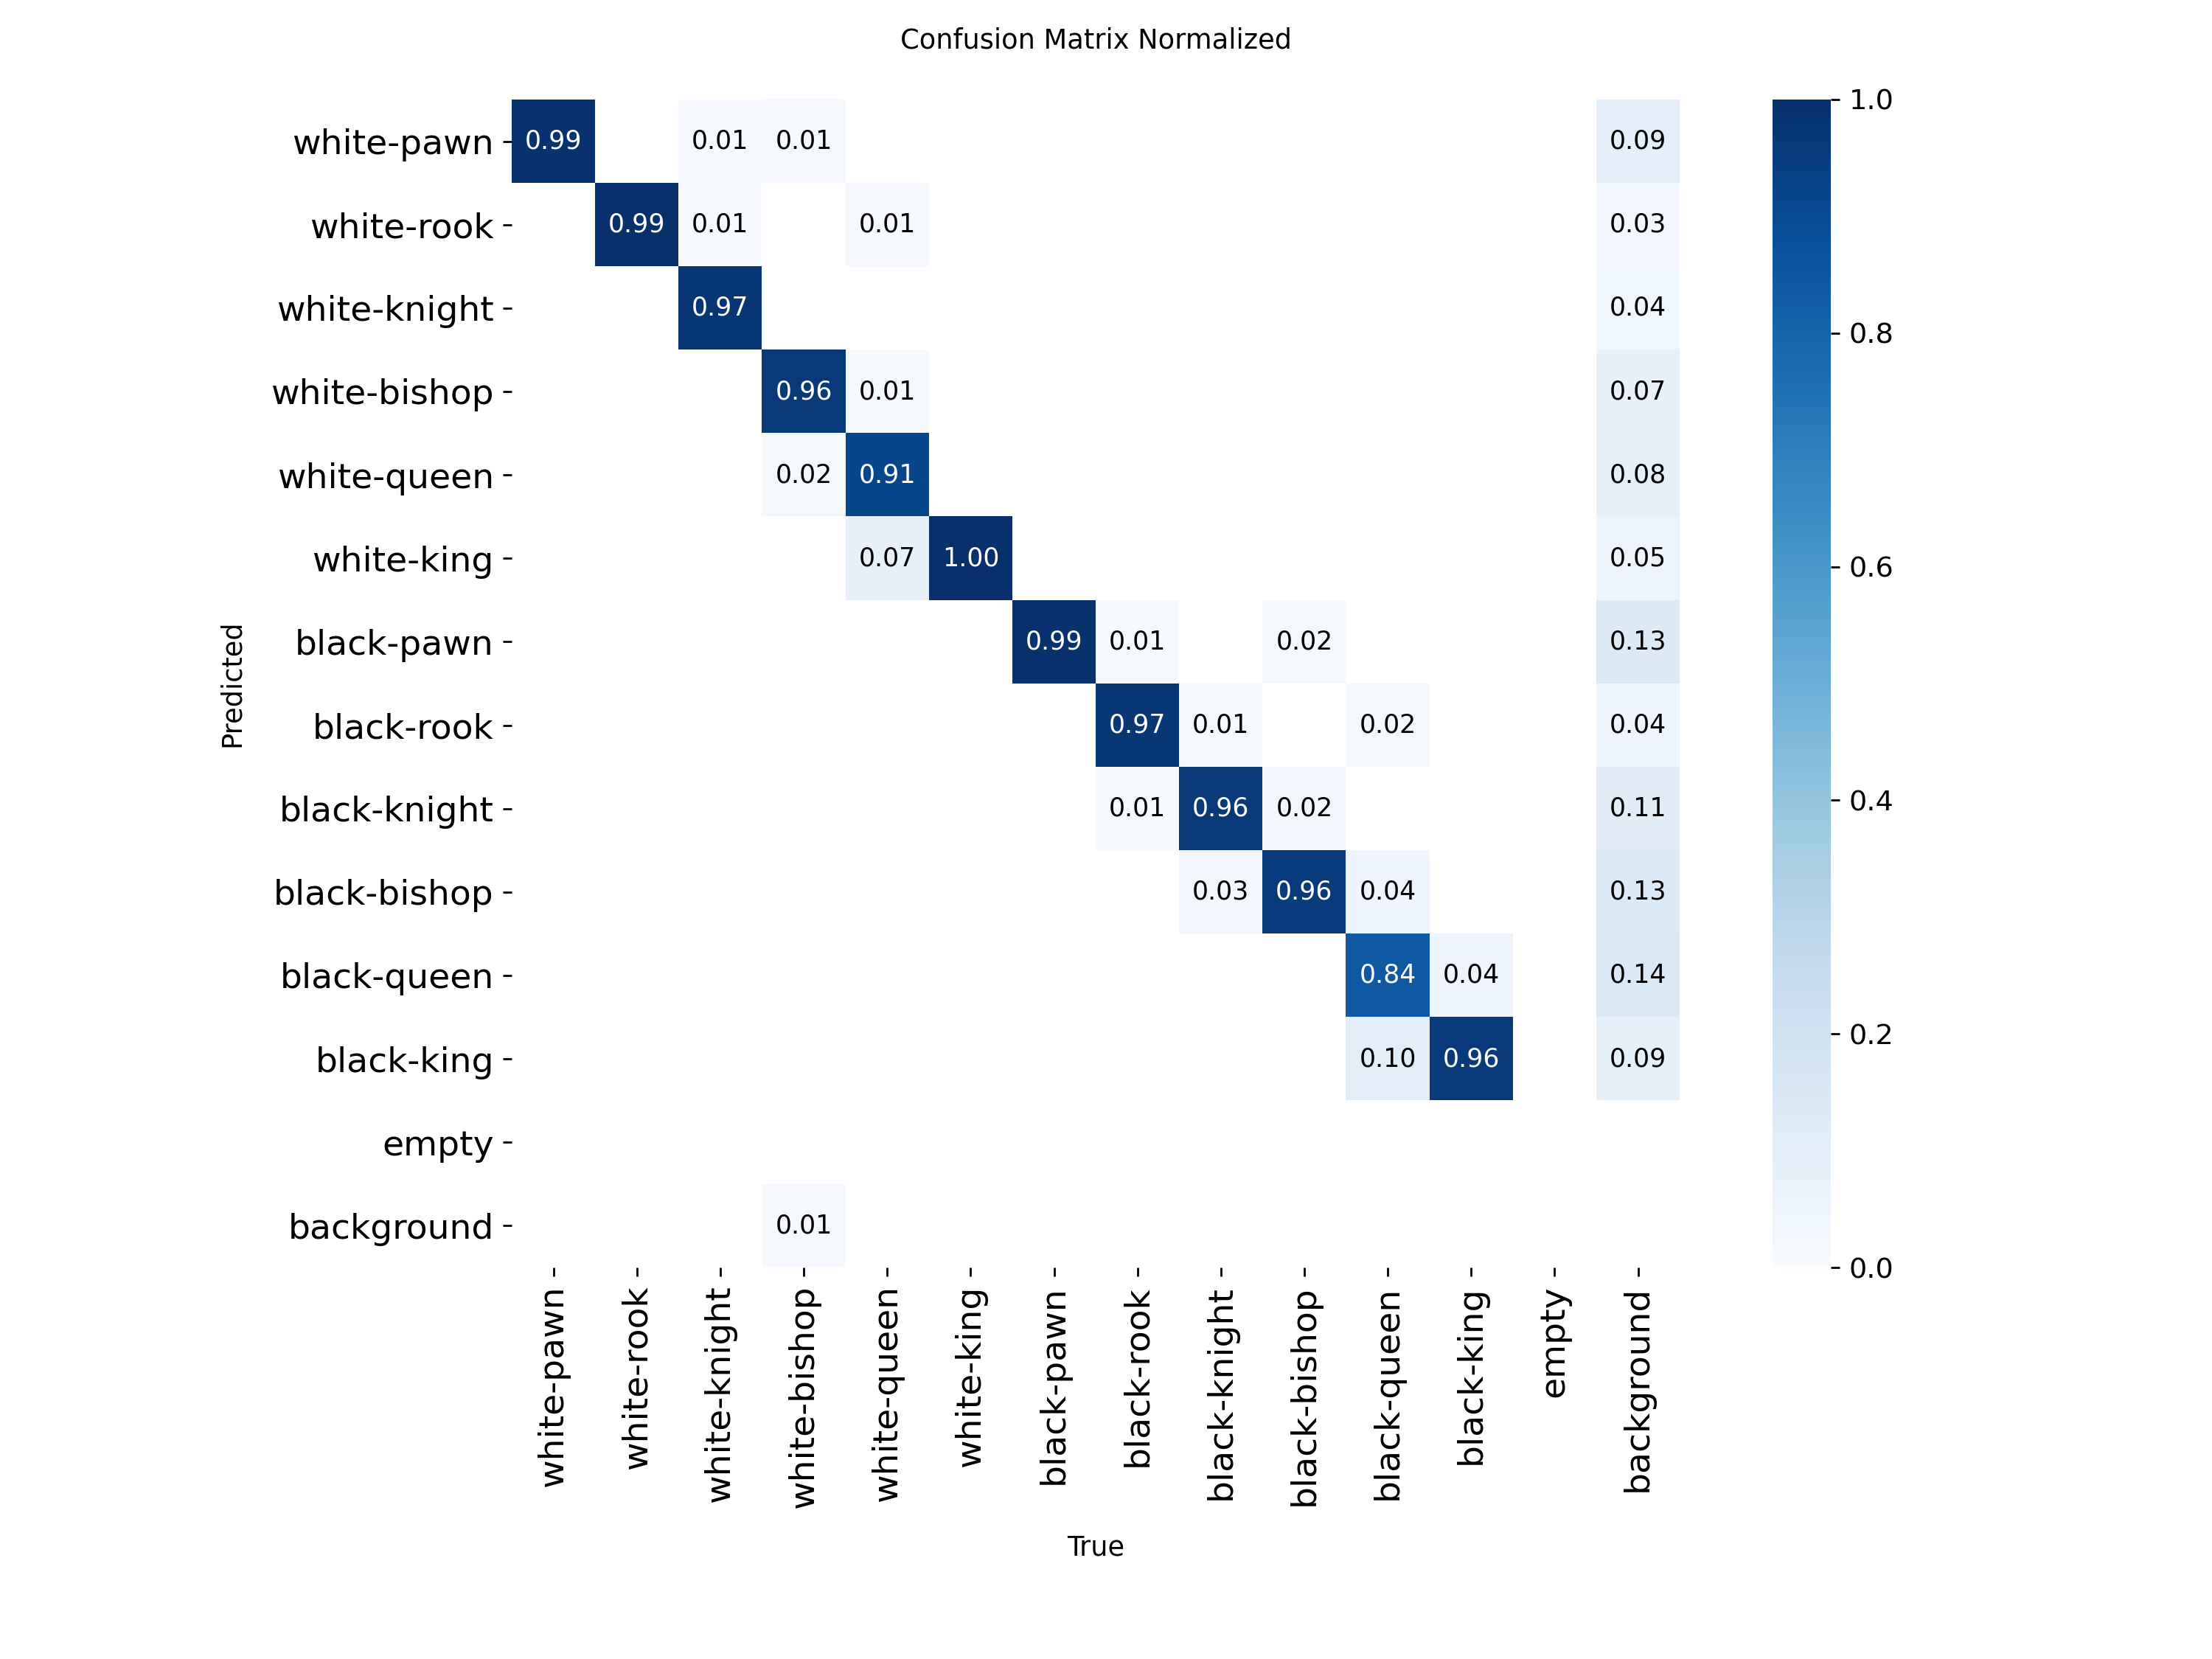 Confusion Matrix Normalized
white-pawn 0.99 0.01 0.01 0.09
white-rook 0.99 0.01 0.01 0.03
white-knight 0.97 0.04
white-bishop 0.96 0.01 0.07
white-queen 0.02 0.91 0.08
white-king 0.07 1.00 0.05
black-pawn 0.99 0.01 0.02 0.13
black-rook 0.97 0.01 0.02 0.04
black-knight 0.01 0.96 0.02 0.11
black-bishop 0.03 0.96 0.04 0.13
black-queen 0.84 0.04 0.14
black-king 0.10 0.96 0.09
empty
background 0.01
Predicted
white-pawn
white-rook
white-knight
white-bishop
white-queen
white-king
black-pawn
black-rook
black-knight
black-bishop
black-queen
black-king
empty
background
True
1.0
0.8
0.6
0.4
0.2
0.0